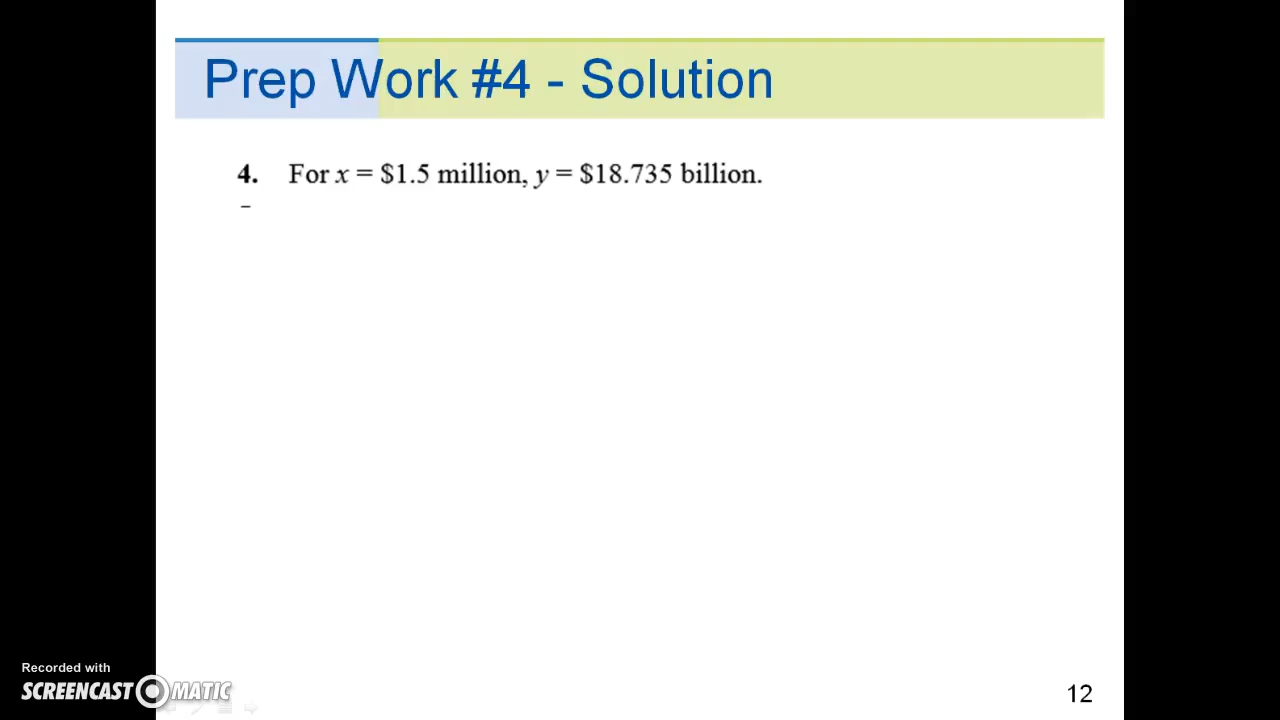 Prep Work #4 - Solution
4. For x = $1.5 million, y = $18.735 billion.
Recorded with
SCREENCAST MATIC
12